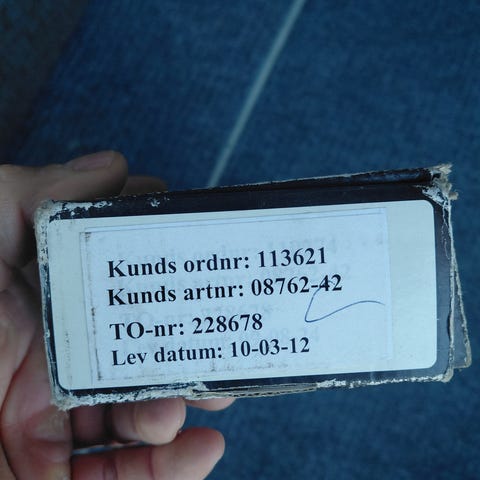 Kunds ordnr: 113621
Kunds artnr: 08762-42
TO-nr: 228678
Lev datum: 10-03-12